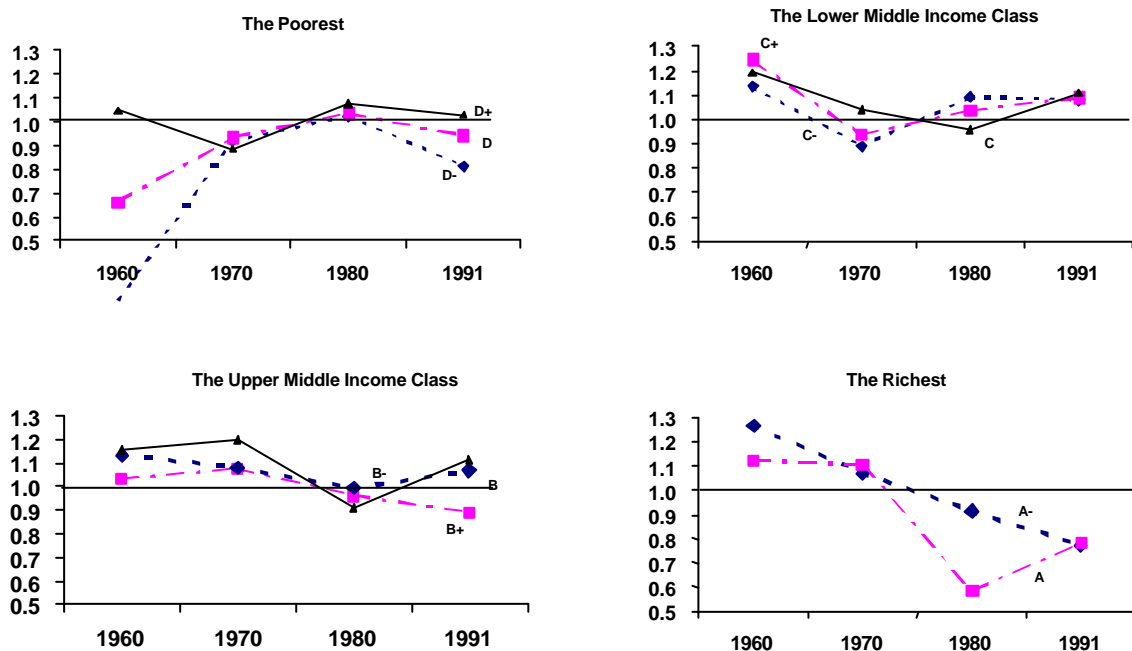 The Poorest
1.3
1.2
1.1
1.0
0.9
0.8
0.7
0.6
0.5
D+
D
D-
1960 1970 1980 1991
The Lower Middle Income Class
1.3
1.2
1.1
1.0
0.9
0.8
0.7
0.6
0.5
C+
C-
C
1960 1970 1980 1991
The Upper Middle Income Class
1.3
1.2
1.1
1.0
0.9
0.8
0.7
0.6
0.5
B-
B
B+
1960 1970 1980 1991
The Richest
1.3
1.2
1.1
1.0
0.9
0.8
0.7
0.6
0.5
A-
A
1960 1970 1980 1991